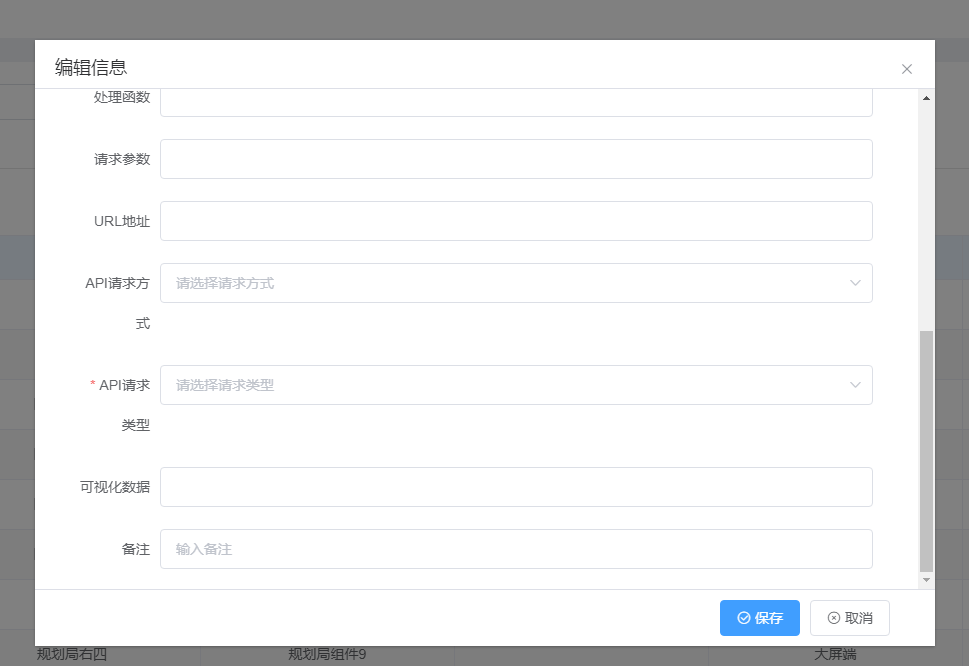 编辑信息
处理函数
请求参数
URL地址
API请求方
式
请选择请求方式
* API请求
类型
请选择请求类型
可视化数据
备注
输入备注
保存
取消
规划局右四
规划局组件9
大屏端